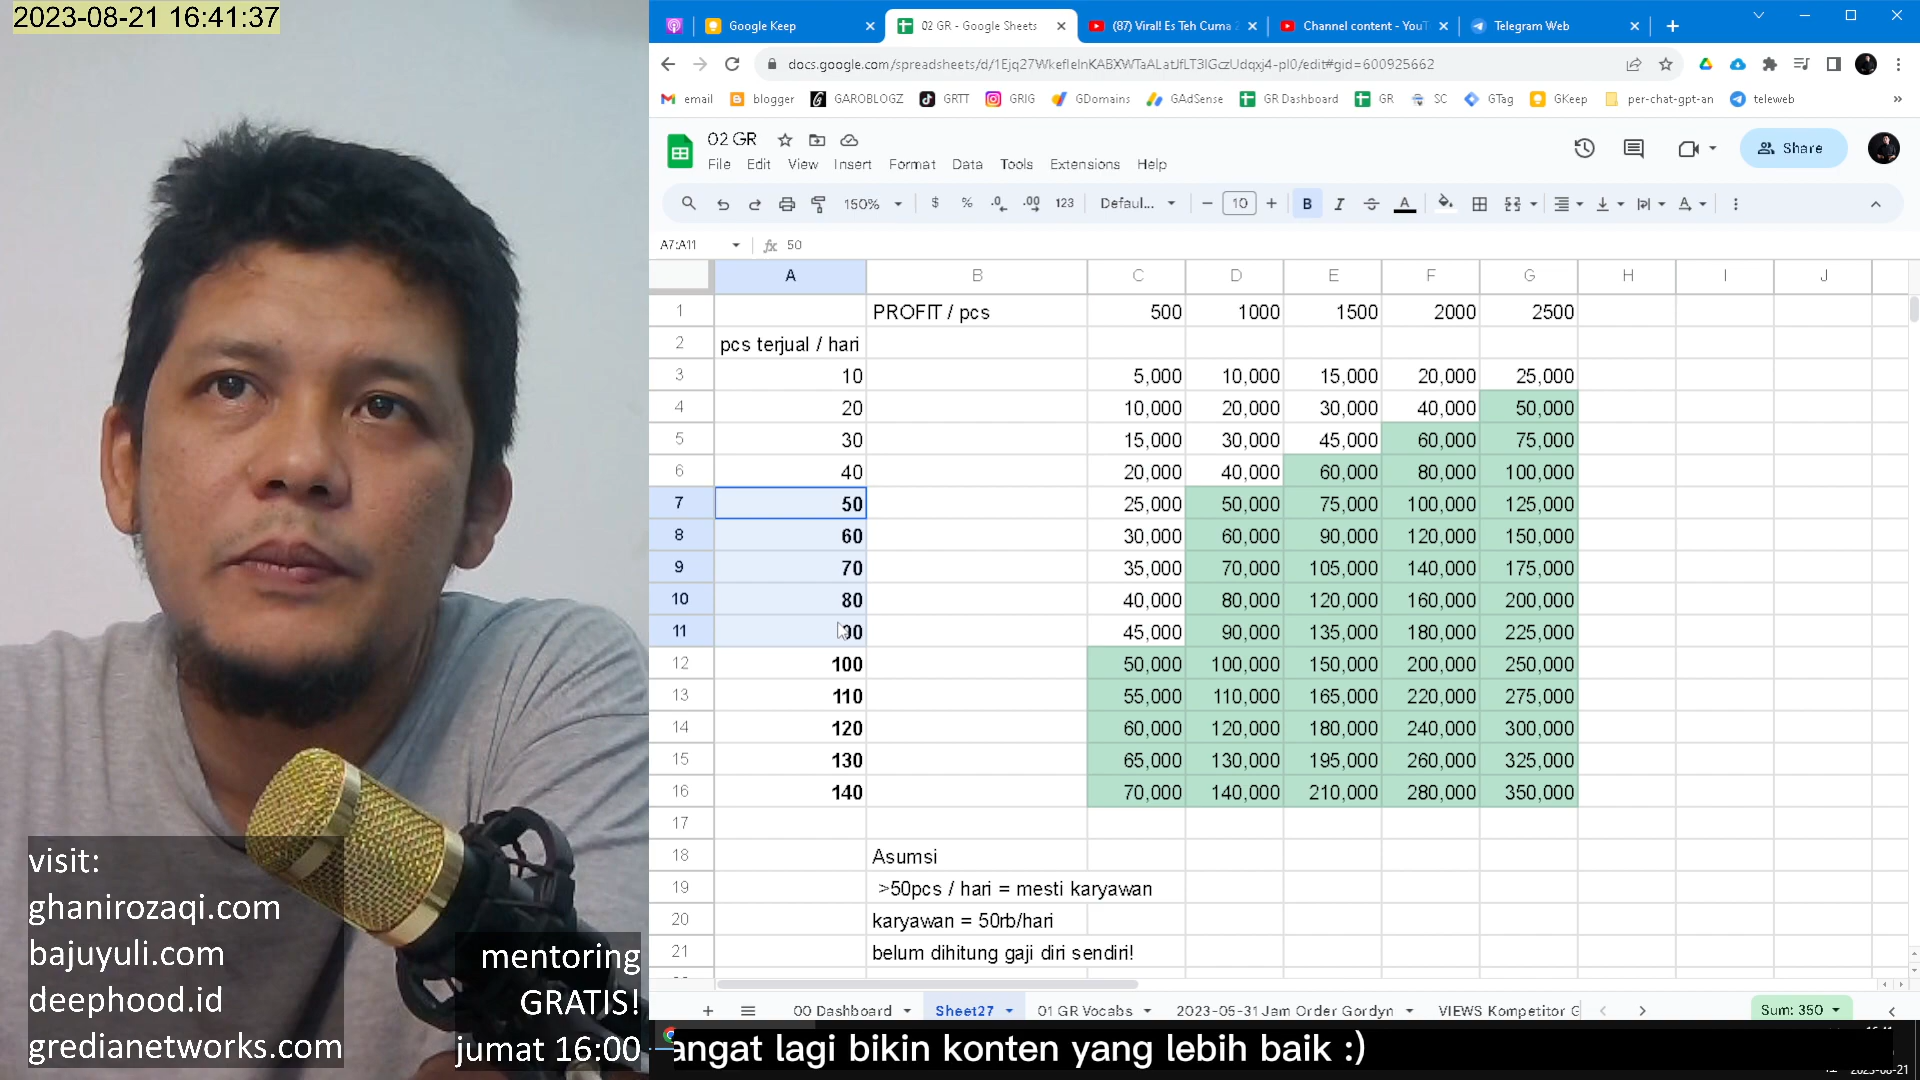 2023-08-21 16:41:37
visit:
ghanirozaqi.com
bajuyuli.com
deephood.id
gredianetworks.com
mentoring
GRATIS!
jumat 16:00
Google Keep
02 GR - Google Sheets
(87) Viral! Es Teh Cuma
Channel content - YouT
Telegram Web
email
blogger
GAROBLOGZ
GRTT
GRIG
GDomains
GAdSense
GR Dashboard
GR
SC
GTag
GKeep
per-chat-gpt-an
teleweb
02 GR
File Edit View Insert Format Data Tools Extensions Help
Share
150% $ % .0 .00 123 Defaul... 10 B I A
A7:A11 fx 50
A B C D E F G H I J
1 PROFIT / pcs 500 1000 1500 2000 2500
2 pcs terjual / hari
3 10 5,000 10,000 15,000 20,000 25,000
4 20 10,000 20,000 30,000 40,000 50,000
5 30 15,000 30,000 45,000 60,000 75,000
6 40 20,000 40,000 60,000 80,000 100,000
7 50 25,000 50,000 75,000 100,000 125,000
8 60 30,000 60,000 90,000 120,000 150,000
9 70 35,000 70,000 105,000 140,000 175,000
10 80 40,000 80,000 120,000 160,000 200,000
11 90 45,000 90,000 135,000 180,000 225,000
12 100 50,000 100,000 150,000 200,000 250,000
13 110 55,000 110,000 165,000 220,000 275,000
14 120 60,000 120,000 180,000 240,000 300,000
15 130 65,000 130,000 195,000 260,000 325,000
16 140 70,000 140,000 210,000 280,000 350,000
17
18 Asumsi
19 >50pcs / hari = mesti karyawan
20 karyawan = 50rb/hari
21 belum dihitung gaji diri sendiri!
00 Dashboard Sheet27 01 GR Vocabs 2023-05-31 Jam Order Gordyn VIEWS Kompetitor G Sum: 350
angat lagi bikin konten yang lebih baik :)
2023-08-21